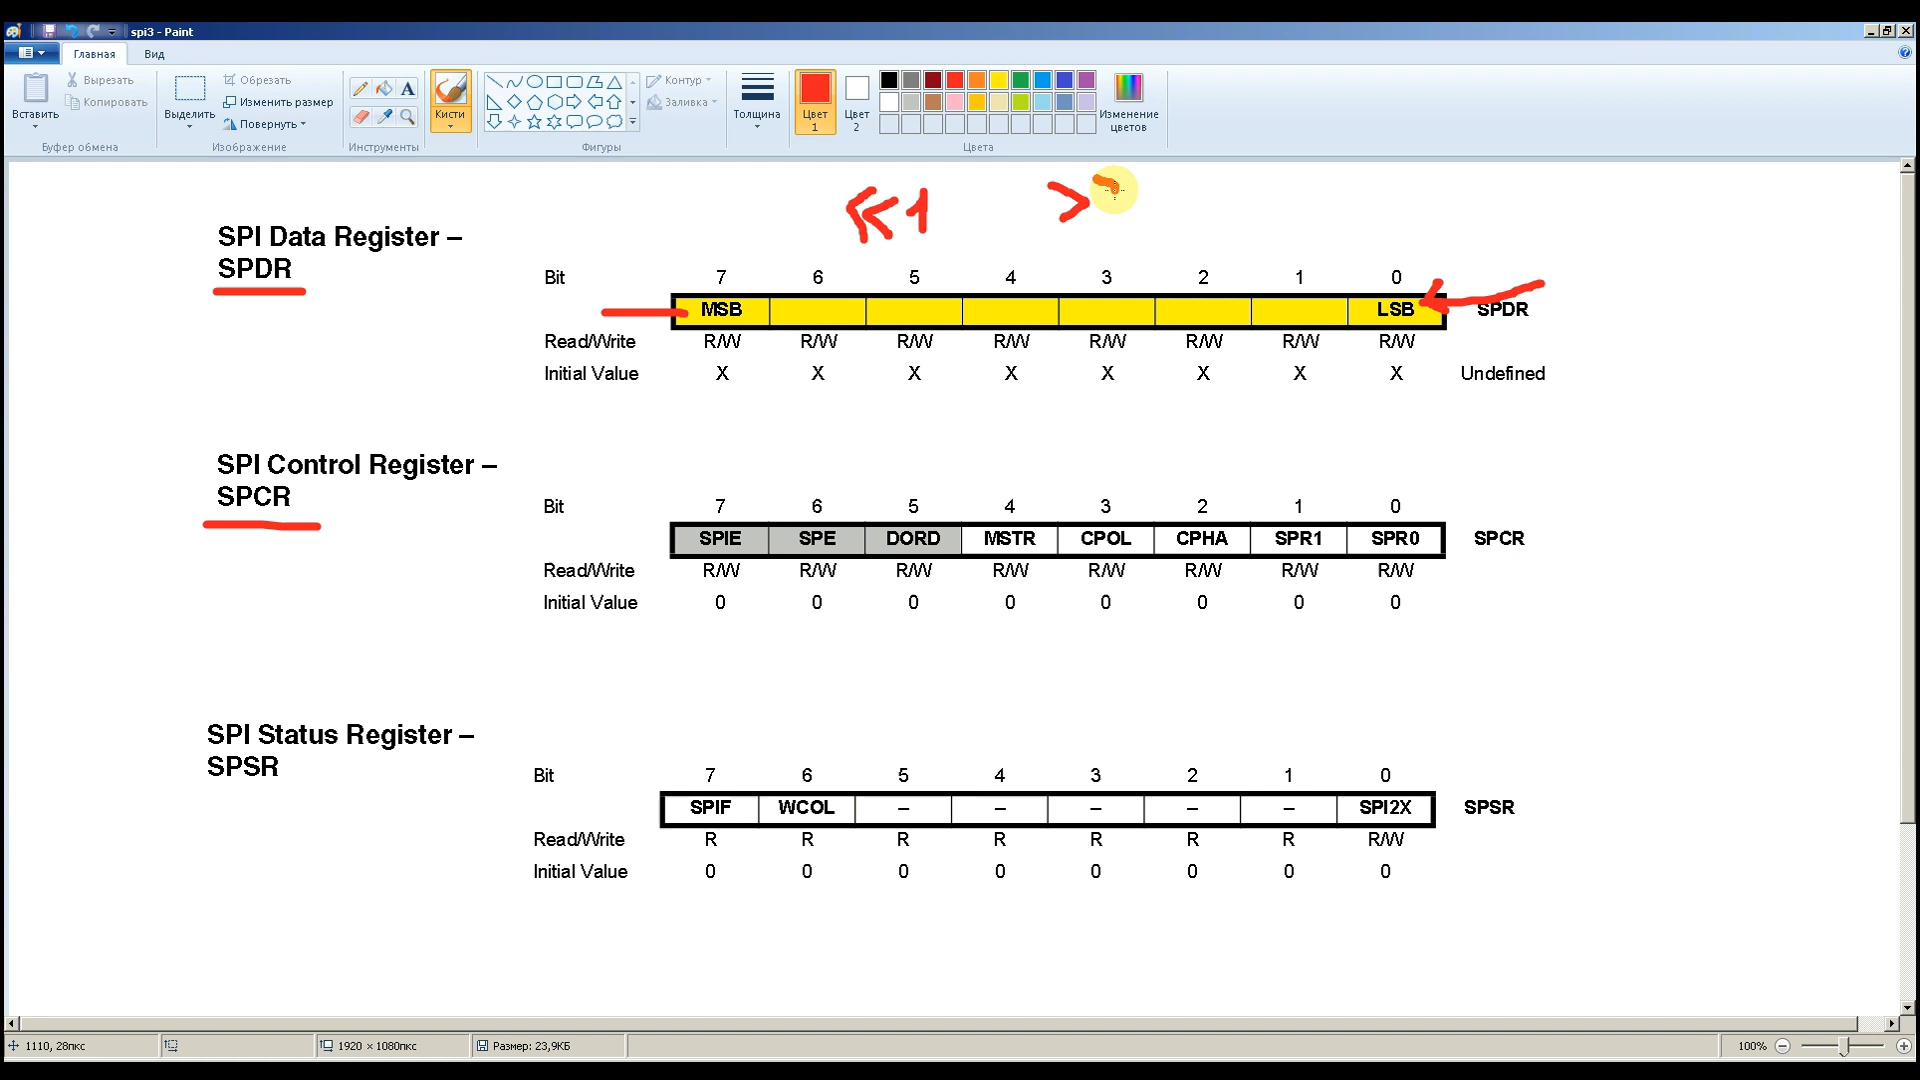 spi3 - Paint
Главная Вид
Вставить
Вырезать
Копировать
Буфер обмена
Выделить
Обрезать
Изменить размер
Повернуть
Изображение
A
Инструменты
Кисти
Контур
Заливка
Фигуры
Толщина
Цвет 1
Цвет 2
Изменение цветов
Цвета
<<1 >
SPI Data Register –
SPDR
Bit 7 6 5 4 3 2 1 0
MSB LSB SPDR
Read/Write R/W R/W R/W R/W R/W R/W R/W R/W
Initial Value X X X X X X X X Undefined
SPI Control Register –
SPCR
Bit 7 6 5 4 3 2 1 0
SPIE SPE DORD MSTR CPOL CPHA SPR1 SPR0 SPCR
Read/Write R/W R/W R/W R/W R/W R/W R/W R/W
Initial Value 0 0 0 0 0 0 0 0
SPI Status Register –
SPSR
Bit 7 6 5 4 3 2 1 0
SPIF WCOL – – – – – SPI2X SPSR
Read/Write R R R R R R R R/W
Initial Value 0 0 0 0 0 0 0 0
1110, 28пкс 1920 × 1080пкс Размер: 23,9КБ 100%